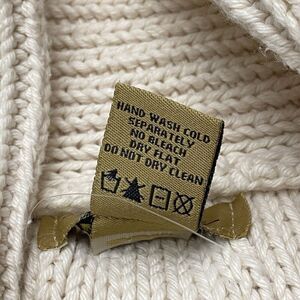 HAND WASH COLD
SEPARATELY
NO BLEACH
DRY FLAT
DO NOT DRY CLEAN